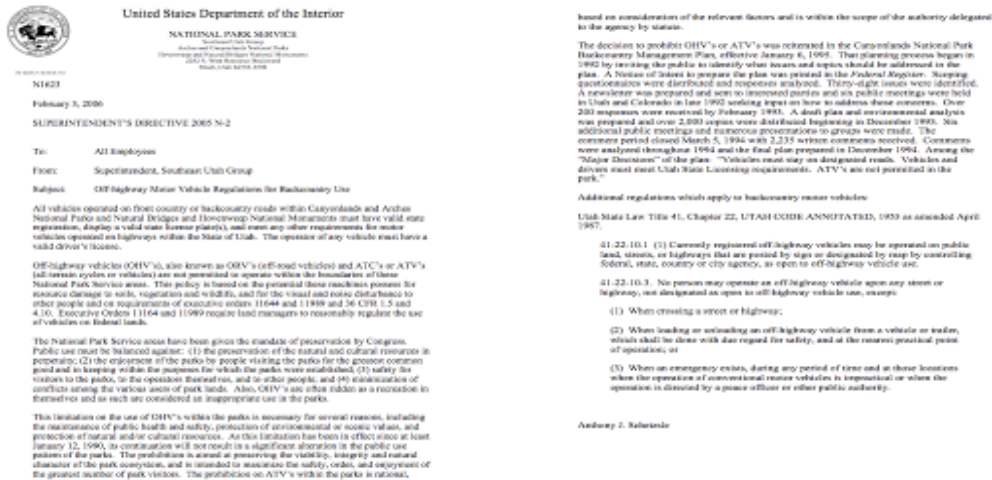 United States Department of the Interior
NATIONAL PARK SERVICE
Southeast Utah Group
Arches and Canyonlands National Parks
Hovenweep and Natural Bridges National Monuments
2282 S. West Resource Boulevard
Moab, Utah 84532-3298
N1623
February 3, 2006
SUPERINTENDENT'S DIRECTIVE 2005 N-2
To: All Employees
From: Superintendent, Southeast Utah Group
Subject: Off-highway Motor Vehicle Regulations for Backcountry Use
All vehicles operated on front country or backcountry roads within Canyonlands and Arches
National Parks and Natural Bridges and Hovenweep National Monuments must have valid state
registration, display a valid state license plate(s), and meet any other requirements for motor
vehicles operated on highways within the State of Utah. The operator of any vehicle must have a
valid driver's license.
Off-highway vehicles (OHV's), also known as ORV's (off-road vehicles) and ATC's or ATV's
(all-terrain cycles or vehicles) are not permitted to operate within the boundaries of these
National Park Service areas. This policy is based on the potential these machines possess for
resource damage to soils, vegetation and wildlife, and for the visual and noise disturbance to
other people and on requirements of executive orders 11644 and 11989 and 36 CFR 1.5 and
4.10. Executive Orders 11164 and 11989 require land managers to reasonably regulate the use
of vehicles on federal lands.
The National Park Service areas have been given the mandate of preservation by Congress.
Public use must be balanced against: (1) the preservation of the natural and cultural resources in
perpetuity; (2) the enjoyment of the parks by people visiting the parks for the greatest common
good and in keeping within the purposes for which the parks were established; (3) safety for
visitors to the parks, to the operators themselves, and to other people, and (4) minimization of
conflicts among the various users of park lands. Also, OHV's are often ridden as a recreation in
themselves and as such are considered an inappropriate use in the parks.
This limitation on the use of OHV's within the parks is necessary for several reasons, including
the maintenance of public health and safety, protection of environmental or scenic values, and
protection of natural and/or cultural resources. As this limitation has been in effect since at least
January 12, 1990, its continuation will not result in a significant alteration in the public use
pattern of the parks. The prohibition is aimed at preserving the viability, integrity and natural
character of the park ecosystem, and is intended to maximize the safety, order, and enjoyment of
the greatest number of park visitors. The prohibition on ATV's within the parks is rational,
based on consideration of the relevant factors and is within the scope of the authority delegated
to the agency by statute.
The decision to prohibit OHV's or ATV's was reiterated in the Canyonlands National Park
Backcountry Management Plan, effective January 6, 1995. That planning process began in
1992 by inviting the public to identify what issues and topics should be addressed in the
plan. A Notice of Intent to prepare the plan was printed in the Federal Register. Scoping
questionnaires were distributed and responses analyzed. Thirty-eight issues were identified.
A newsletter was prepared and sent to interested parties and six public meetings were held
in Utah and Colorado in late 1992 seeking input on how to address those concerns. Over
200 responses were received by February 1993. A draft plan and environmental analysis
was prepared and over 2,000 copies were distributed beginning in December 1993. Six
additional public meetings and numerous presentations to groups were made. The
comment period closed March 5, 1994 with 2,235 written comments received. Comments
were analyzed throughout 1994 and the final plan prepared in December 1994. Among the
"Major Decisions" of the plan: "Vehicles must stay on designated roads. Vehicles and
drivers must meet Utah State Licensing requirements. ATV's are not permitted in the
park."
Additional regulations which apply to backcountry motor vehicles:
Utah State Law Title 41, Chapter 22, UTAH CODE ANNOTATED, 1953 as amended April
1987.
41-22-10.1 (1) Currently registered off-highway vehicles may be operated on public
land, streets, or highways that are posted by sign or designated by map by controlling
federal, state, country or city agency, as open to off-highway vehicle use.
41-22-10.3. No person may operate an off-highway vehicle upon any street or
highway, not designated as open to off highway vehicle use, except:
(1) When crossing a street or highway;
(2) When loading or unloading an off-highway vehicle from a vehicle or trailer,
which shall be done with due regard for safety, and at the nearest practical point
of operation; or
(3) When an emergency exists, during any period of time and at those locations
when the operation of conventional motor vehicles is impractical or when the
operation is directed by a peace officer or other public authority.
Anthony J. Schetzsle